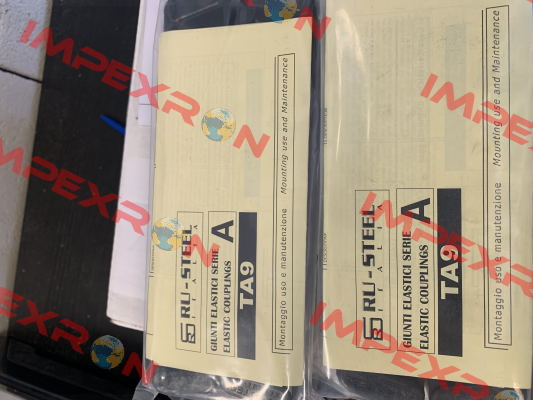 RU-STEEL
ITALIA
GIUNTI ELASTICI SERIE
ELASTIC COUPLINGS
A
TA9
Montaggio uso e manutenzione Mounting use and Maintenance
RU-STEEL
ITALIA
GIUNTI ELASTICI SERIE
ELASTIC COUPLINGS
A
TA9
Montaggio uso e manutenzione Mounting use and Maintenance
IMPEXRON
IMPEXRON
IMPEXRON
IMPEXRON
IMPEXRON